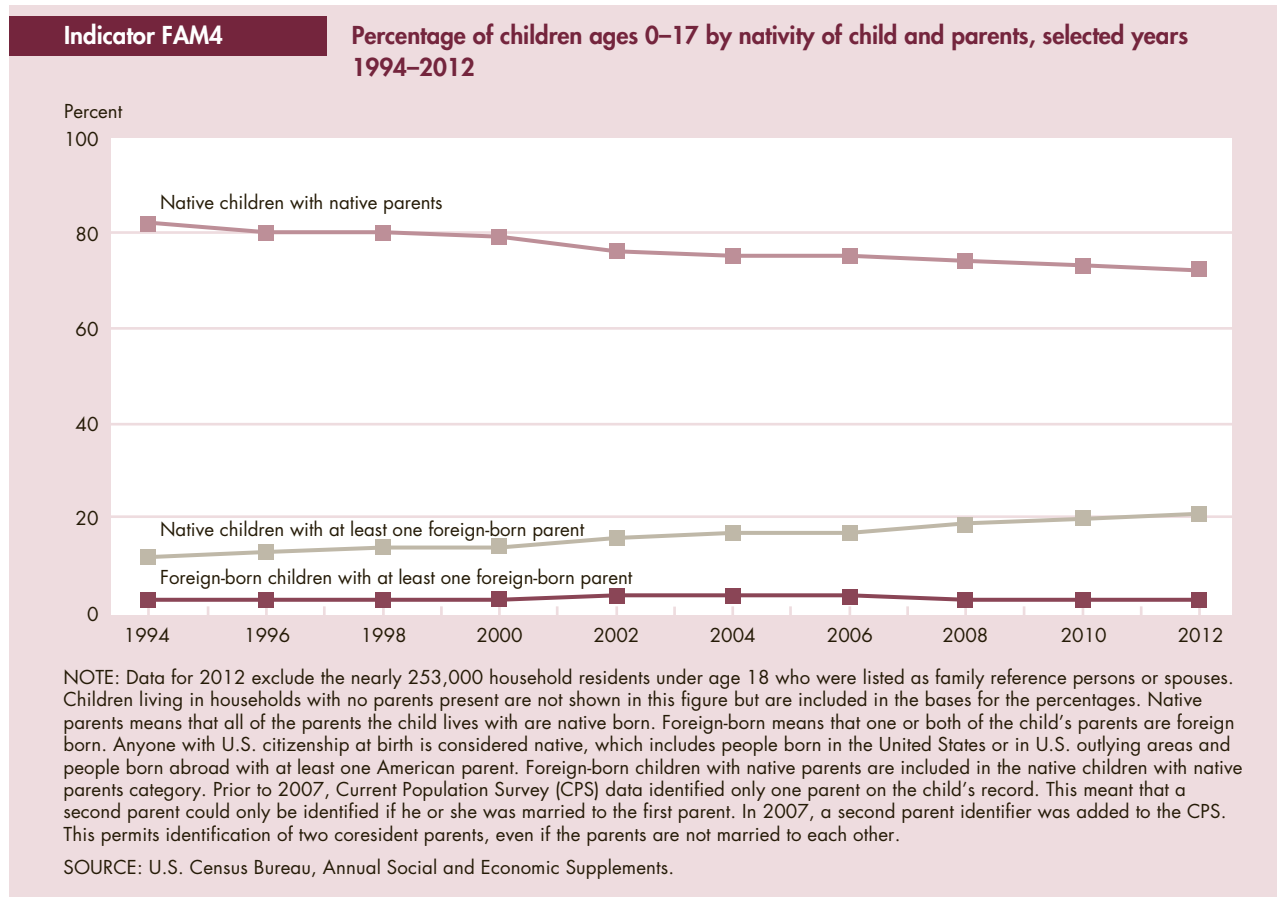 Indicator FAM4
Percentage of children ages 0–17 by nativity of child and parents, selected years
1994–2012
Percent
100
80
60
40
20
0
Native children with native parents
Native children with at least one foreign-born parent
Foreign-born children with at least one foreign-born parent
1994 1996 1998 2000 2002 2004 2006 2008 2010 2012
NOTE: Data for 2012 exclude the nearly 253,000 household residents under age 18 who were listed as family reference persons or spouses.
Children living in households with no parents present are not shown in this figure but are included in the bases for the percentages. Native
parents means that all of the parents the child lives with are native born. Foreign-born means that one or both of the child's parents are foreign
born. Anyone with U.S. citizenship at birth is considered native, which includes people born in the United States or in U.S. outlying areas and
people born abroad with at least one American parent. Foreign-born children with native parents are included in the native children with native
parents category. Prior to 2007, Current Population Survey (CPS) data identified only one parent on the child's record. This meant that a
second parent could only be identified if he or she was married to the first parent. In 2007, a second parent identifier was added to the CPS.
This permits identification of two coresident parents, even if the parents are not married to each other.
SOURCE: U.S. Census Bureau, Annual Social and Economic Supplements.